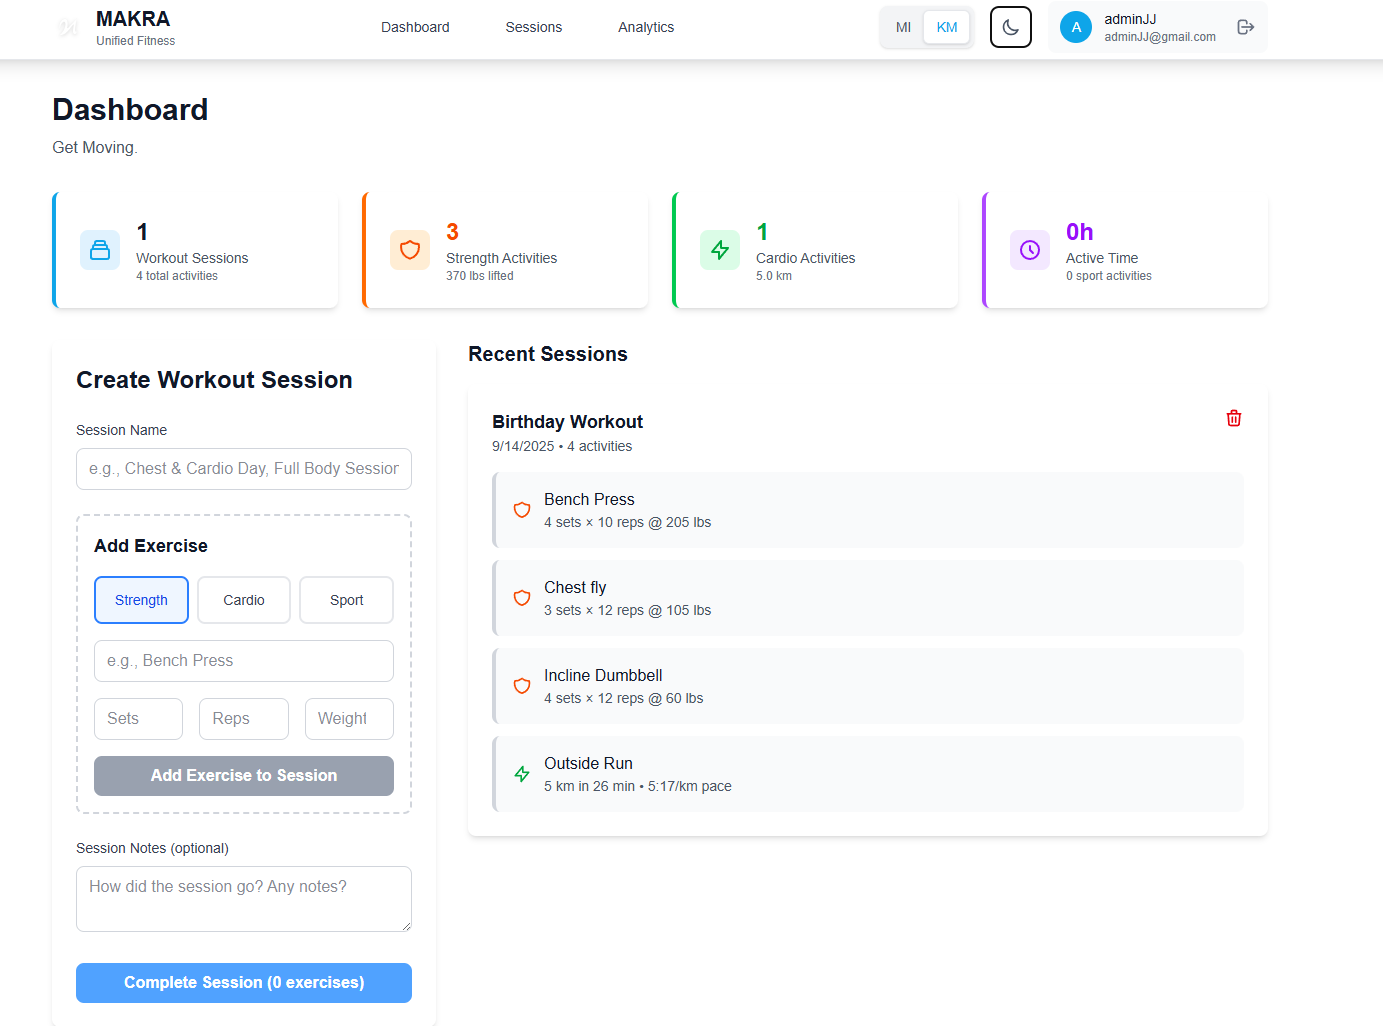 MAKRA
Unified Fitness
Dashboard
Sessions
Analytics
MI
KM
A
adminJJ
adminJJ@gmail.com
Dashboard
Get Moving.
1
Workout Sessions
4 total activities
3
Strength Activities
370 lbs lifted
1
Cardio Activities
5.0 km
0h
Active Time
0 sport activities
Create Workout Session
Session Name
e.g., Chest & Cardio Day, Full Body Session
Add Exercise
Strength
Cardio
Sport
e.g., Bench Press
Sets
Reps
Weight
Add Exercise to Session
Session Notes (optional)
How did the session go? Any notes?
Complete Session (0 exercises)
Recent Sessions
Birthday Workout
9/14/2025 • 4 activities
Bench Press
4 sets × 10 reps @ 205 lbs
Chest fly
3 sets × 12 reps @ 105 lbs
Incline Dumbbell
4 sets × 12 reps @ 60 lbs
Outside Run
5 km in 26 min • 5:17/km pace